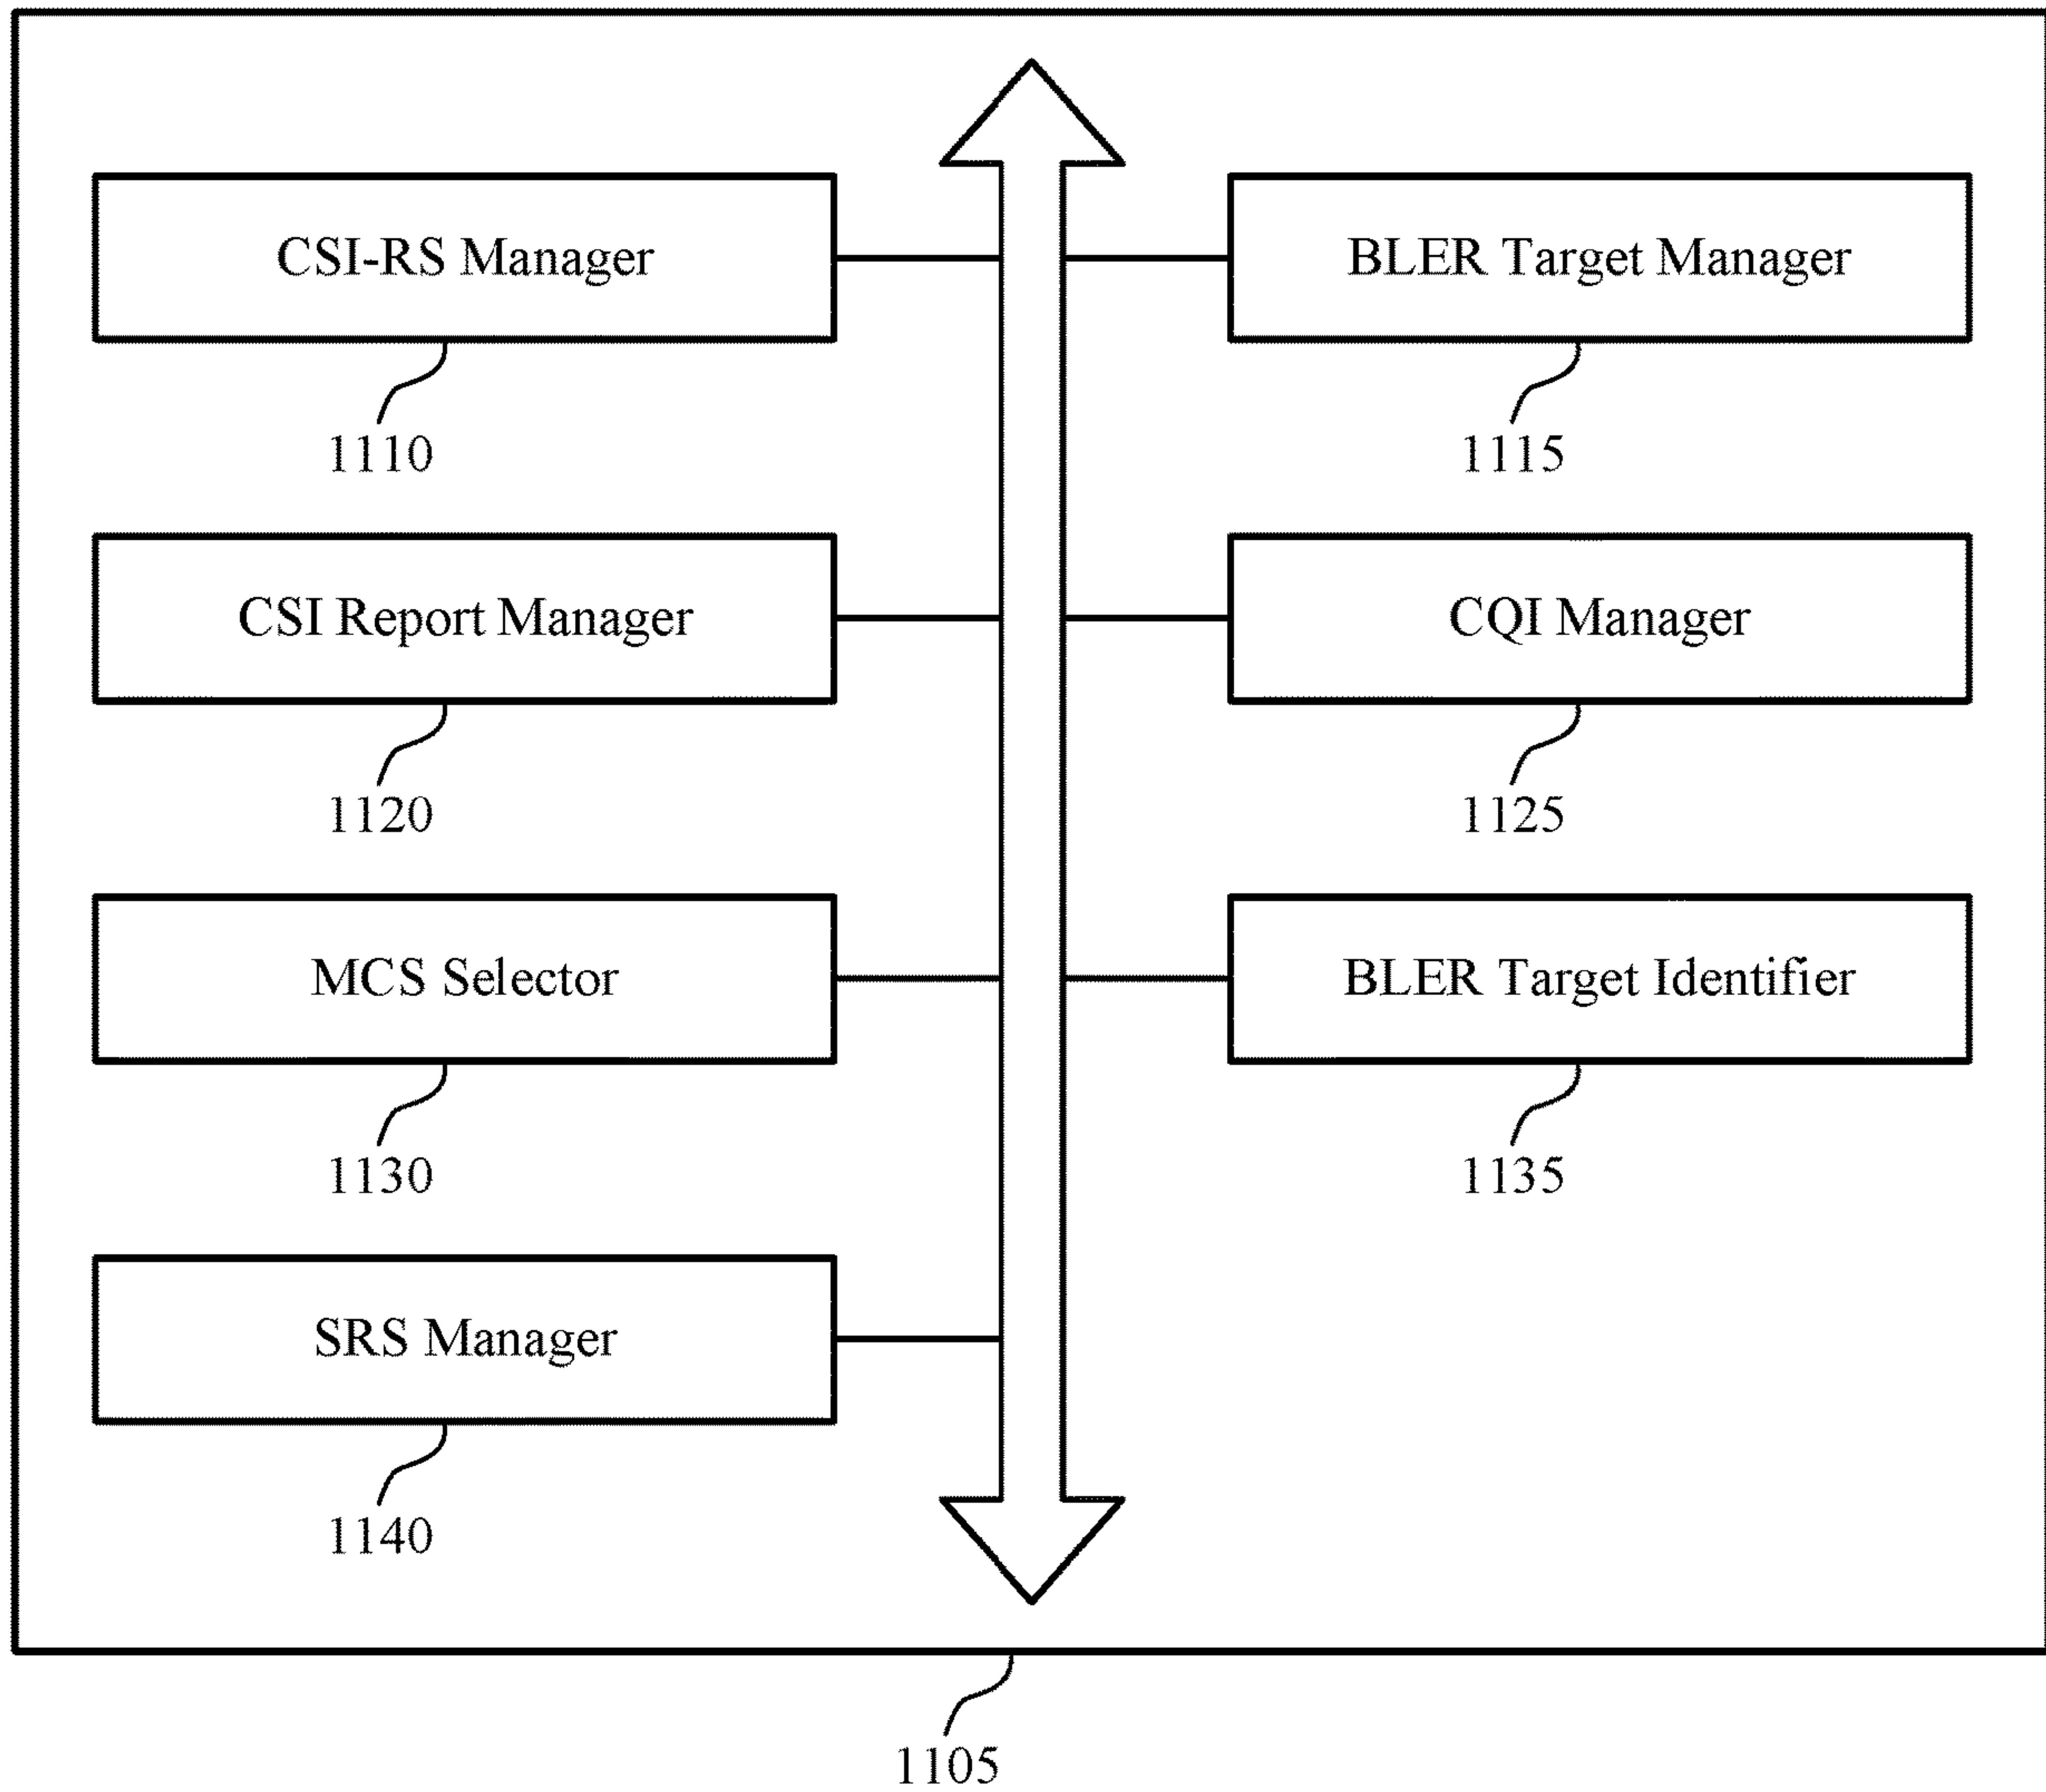 CSI-RS Manager
BLER Target Manager
1110
1115
CSI Report Manager
CQI Manager
1120
1125
MCS Selector
BLER Target Identifier
1130
1135
SRS Manager
1140
1105